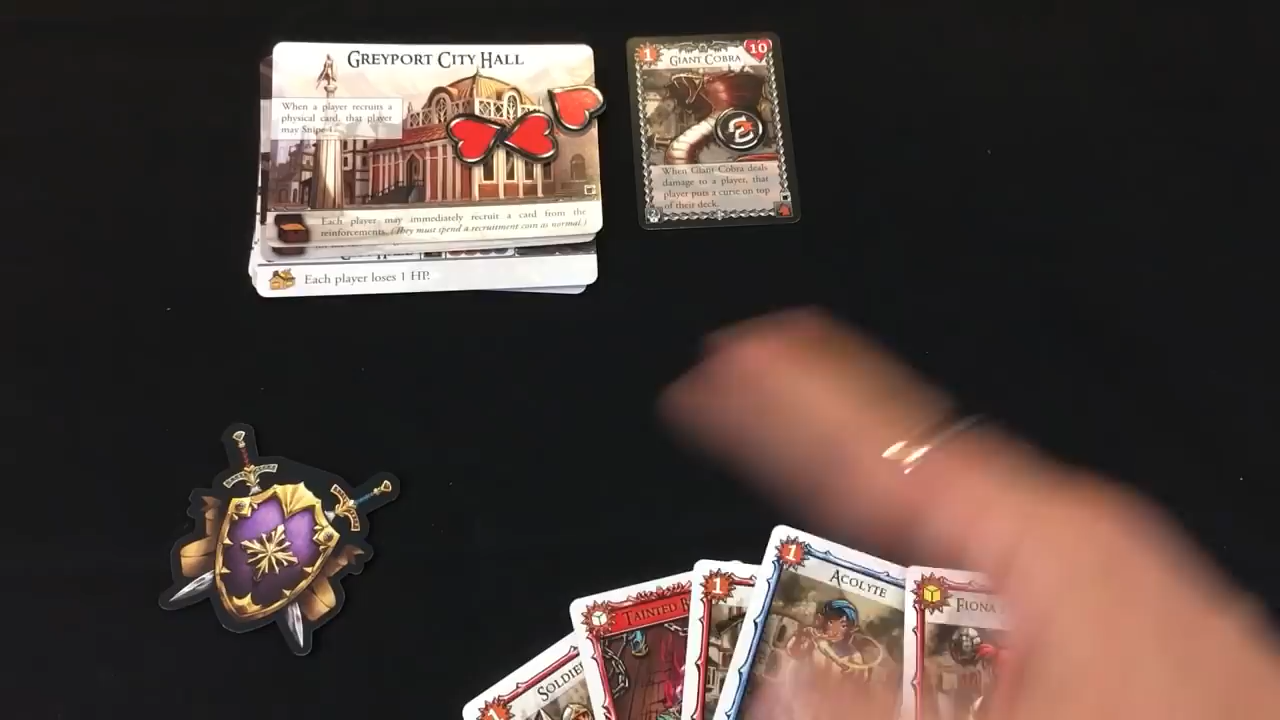 GREYPORT CITY HALL
When a player recruits a
physical card, that player
may Snipe 1.
Each player may immediately recruit a card from the
reinforcements. (They must spend a recruitment coin as normal.)
Each player loses 1 HP.
1
GIANT COBRA
10
When Giant Cobra deals
damage to a player, that
player puts a curse on top
of their deck.
1
SOLDIE
TAINTED
1
1
ACOLYTE
FIONA